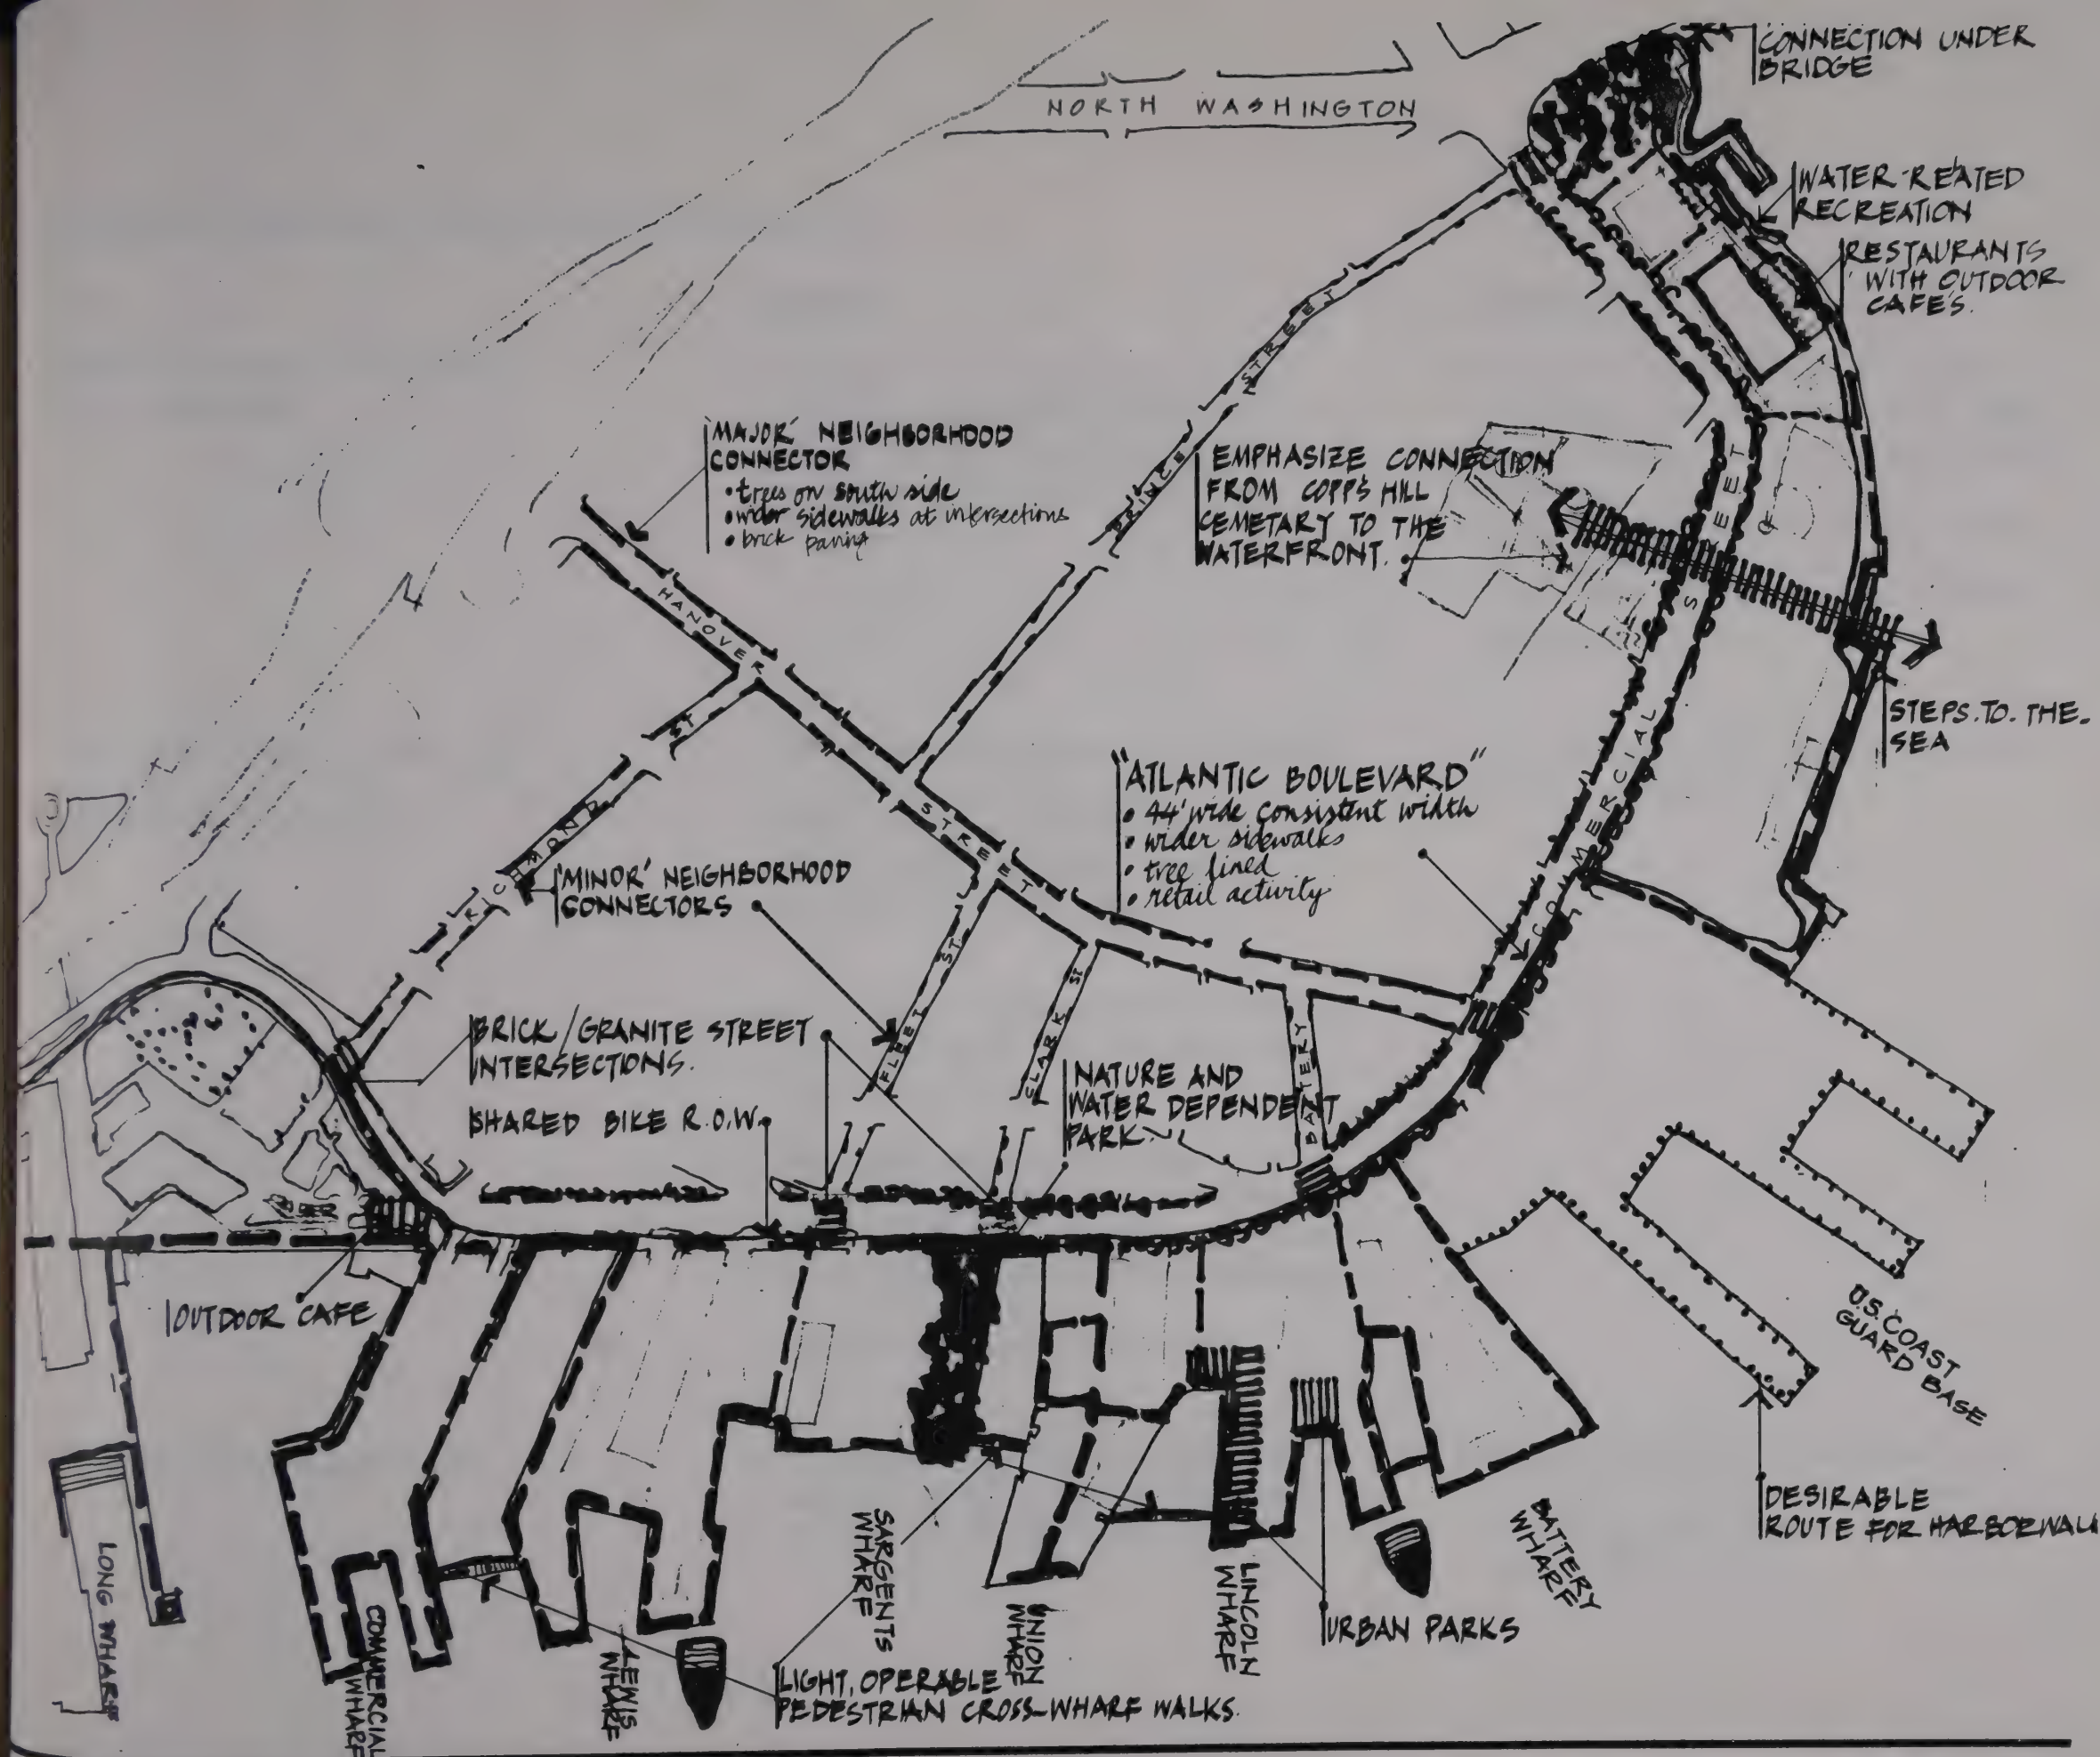 CONNECTION UNDER
BRIDGE
NORTH WASHINGTON
WATER-REATED
RECREATION
RESTAURANTS
WITH OUTDOOR
CAFE'S.
STREET
PRINCE
'MAJOR' NEIGHBORHOOD
CONNECTOR
• trees on south side
• wider sidewalks at intersections
• brick paving
EMPHASIZE CONNECTION
FROM COPP'S HILL
CEMETARY TO THE
WATERFRONT.
HANOVER
STREET
STREET
COMMERCIAL
STEPS.TO.THE.
SEA
"ATLANTIC BOULEVARD"
• 44' wide consistent width
• wider sidewalks
• tree lined
• retail activity
RICHMOND
ST
'MINOR' NEIGHBORHOOD
CONNECTORS
FLEET ST
CLARK ST
BATTERY
BRICK/GRANITE STREET
INTERSECTIONS.
SHARED BIKE R.O.W.
NATURE AND
WATER DEPENDENT
PARK
OUTDOOR CAFE
U.S. COAST
GUARD BASE
DESIRABLE
ROUTE FOR HARBORWALK
LONG WHARF
COMMERCIAL
WHARF
LEWIS
WHARF
SARGENTS
WHARF
UNION
WHARF
LINCOLN
WHARF
BATTERY
WHARF
URBAN PARKS
LIGHT, OPERABLE
PEDESTRIAN CROSS-WHARF WALKS.